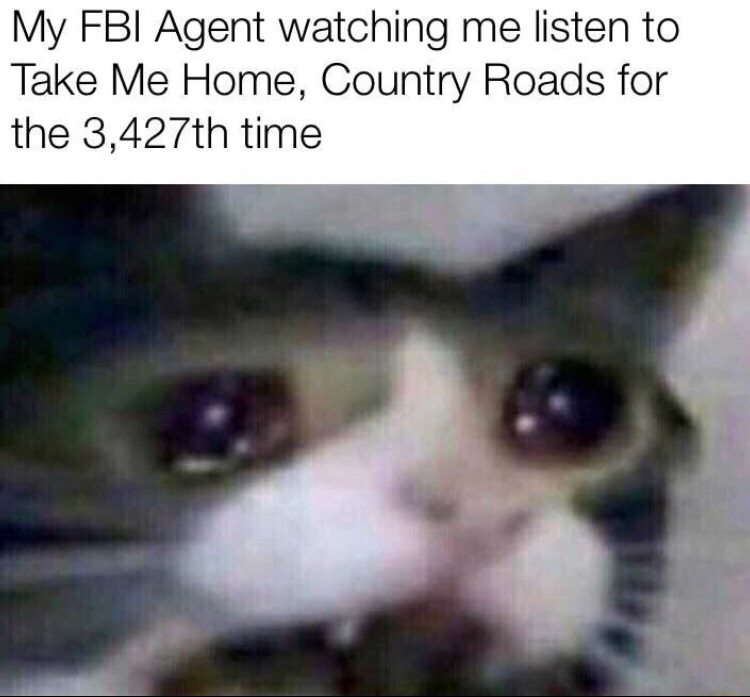 My FBI Agent watching me listen to
Take Me Home, Country Roads for
the 3,427th time